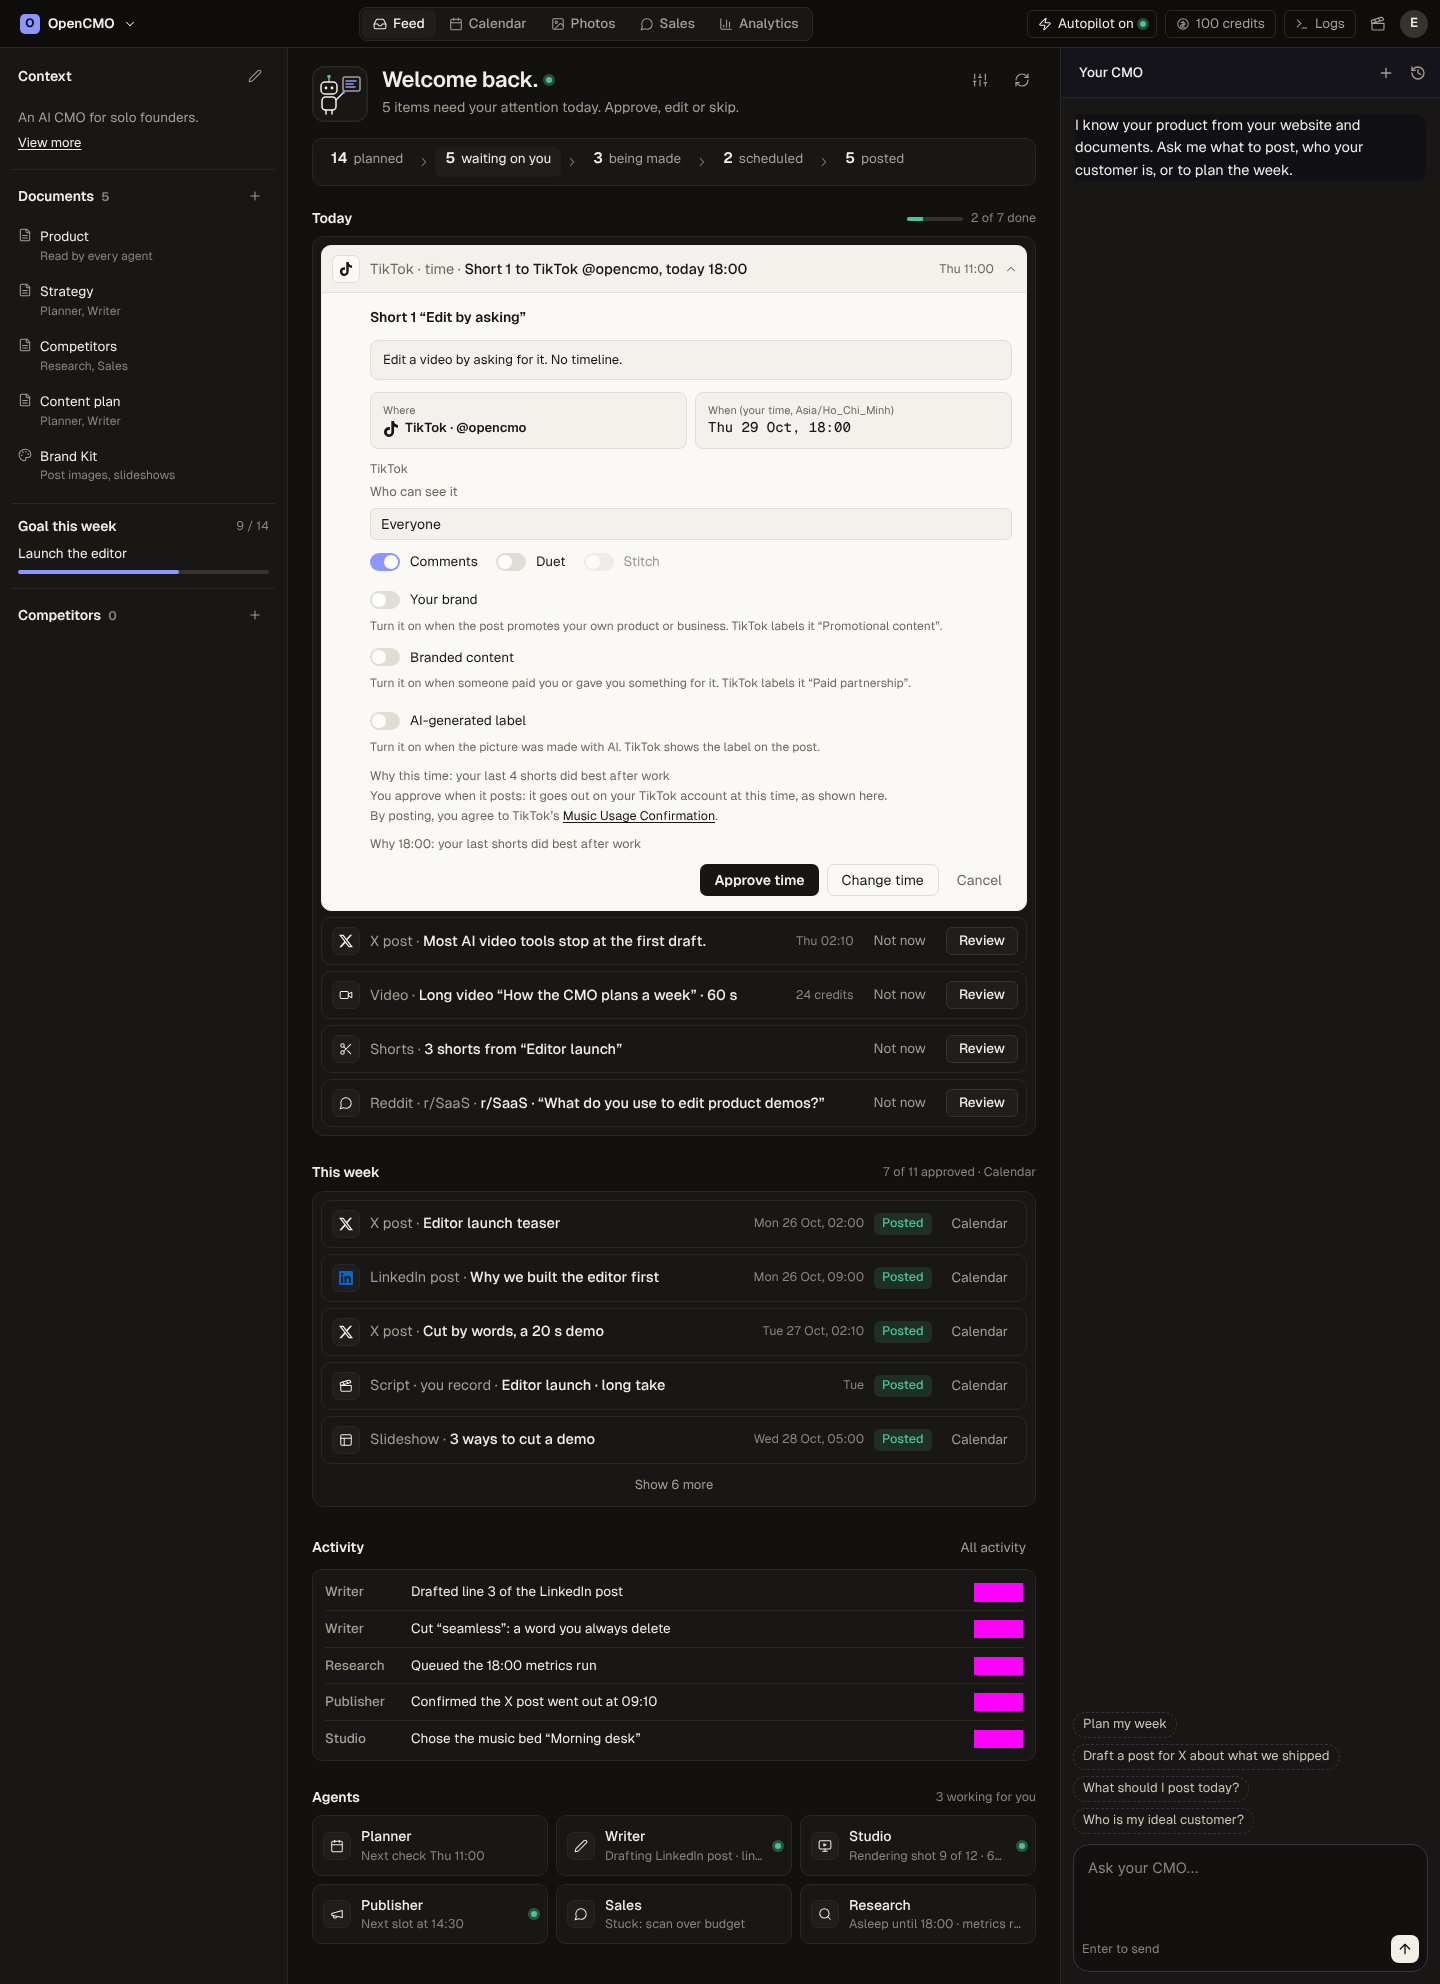 O OpenCMO
Feed
Calendar
Photos
Sales
Analytics
Autopilot on
100 credits
Logs
E
Context
An AI CMO for solo founders.
View more
Documents 5
Product
Read by every agent
Strategy
Planner, Writer
Competitors
Research, Sales
Content plan
Planner, Writer
Brand Kit
Post images, slideshows
Goal this week 9 / 14
Launch the editor
Competitors 0
Welcome back.
5 items need your attention today. Approve, edit or skip.
14 planned
5 waiting on you
3 being made
2 scheduled
5 posted
Today
2 of 7 done
TikTok · time · Short 1 to TikTok @opencmo, today 18:00
Thu 11:00
Short 1 “Edit by asking”
Edit a video by asking for it. No timeline.
Where
TikTok · @opencmo
When (your time, Asia/Ho_Chi_Minh)
Thu 29 Oct, 18:00
TikTok
Who can see it
Everyone
Comments
Duet
Stitch
Your brand
Turn it on when the post promotes your own product or business. TikTok labels it “Promotional content”.
Branded content
Turn it on when someone paid you or gave you something for it. TikTok labels it “Paid partnership”.
AI-generated label
Turn it on when the picture was made with AI. TikTok shows the label on the post.
Why this time: your last 4 shorts did best after work
You approve when it posts: it goes out on your TikTok account at this time, as shown here.
By posting, you agree to TikTok’s Music Usage Confirmation.
Why 18:00: your last shorts did best after work
Approve time
Change time
Cancel
X post · Most AI video tools stop at the first draft. Thu 02:10 Not now Review
Video · Long video “How the CMO plans a week” · 60 s 24 credits Not now Review
Shorts · 3 shorts from “Editor launch” Not now Review
Reddit · r/SaaS · r/SaaS · “What do you use to edit product demos?” Not now Review
This week
7 of 11 approved · Calendar
X post · Editor launch teaser Mon 26 Oct, 02:00 Posted Calendar
LinkedIn post · Why we built the editor first Mon 26 Oct, 09:00 Posted Calendar
X post · Cut by words, a 20 s demo Tue 27 Oct, 02:10 Posted Calendar
Script · you record · Editor launch · long take Tue Posted Calendar
Slideshow · 3 ways to cut a demo Wed 28 Oct, 05:00 Posted Calendar
Show 6 more
Activity
All activity
Writer Drafted line 3 of the LinkedIn post
Writer Cut “seamless”: a word you always delete
Research Queued the 18:00 metrics run
Publisher Confirmed the X post went out at 09:10
Studio Chose the music bed “Morning desk”
Agents
3 working for you
Planner
Next check Thu 11:00
Writer
Drafting LinkedIn post · lin…
Studio
Rendering shot 9 of 12 · 6…
Publisher
Next slot at 14:30
Sales
Stuck: scan over budget
Research
Asleep until 18:00 · metrics r…
Your CMO
I know your product from your website and
documents. Ask me what to post, who your
customer is, or to plan the week.
Plan my week
Draft a post for X about what we shipped
What should I post today?
Who is my ideal customer?
Ask your CMO...
Enter to send